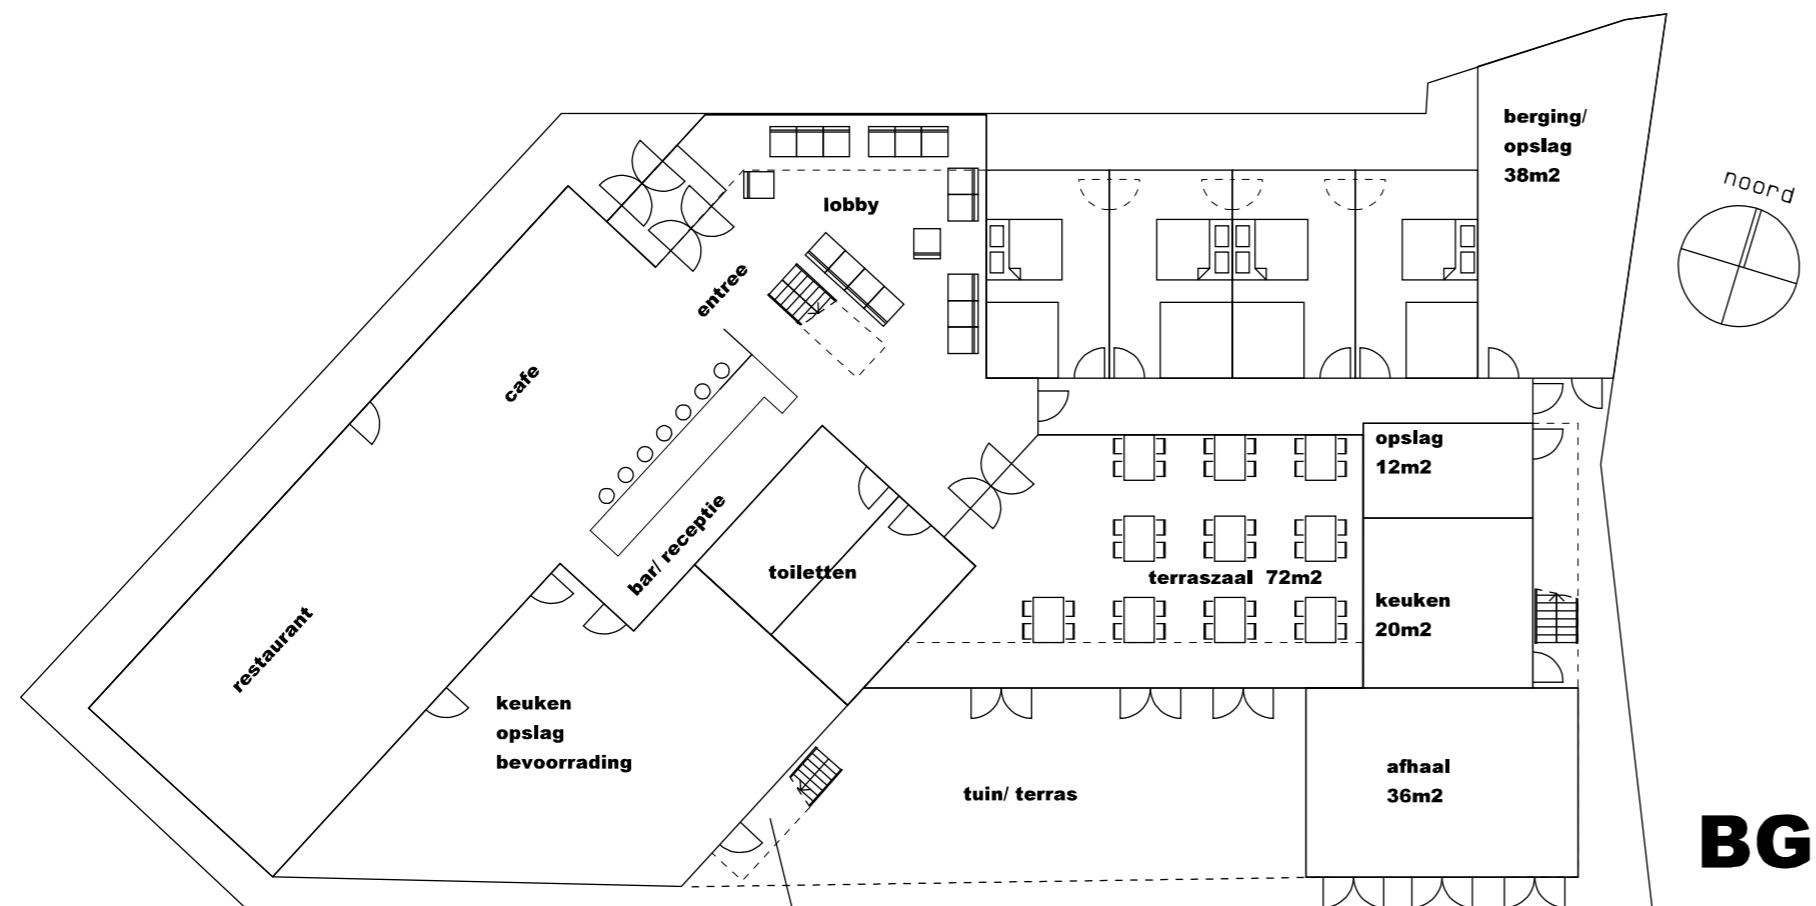 berging/
opslag
38m2
noord
lobby
entree
cafe
opslag
12m2
bar/ receptie
toiletten
terraszaal 72m2
keuken
20m2
restaurant
keuken
opslag
bevoorrading
tuin/ terras
afhaal
36m2
BG